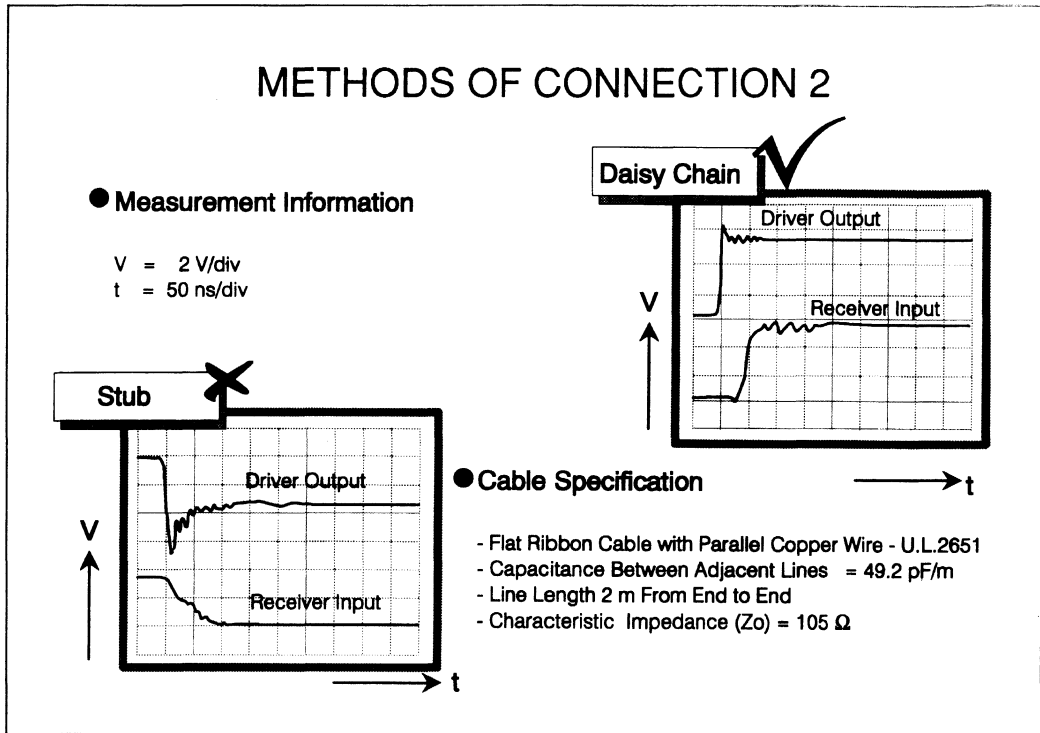 METHODS OF CONNECTION 2
● Measurement Information
V = 2 V/div
t = 50 ns/div
Daisy Chain
Driver Output
Receiver Input
V
t
Stub
Driver Output
Receiver Input
V
t
● Cable Specification
- Flat Ribbon Cable with Parallel Copper Wire - U.L.2651
- Capacitance Between Adjacent Lines = 49.2 pF/m
- Line Length 2 m From End to End
- Characteristic Impedance (Zo) = 105 Ω